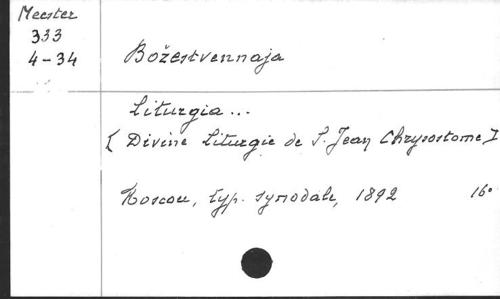 Meester
333
4-34
Božestvennaja
Liturgia...
[Divine Liturgie de S. Jean Chrysostome]
Moscou, typ. synodale, 1892 16°